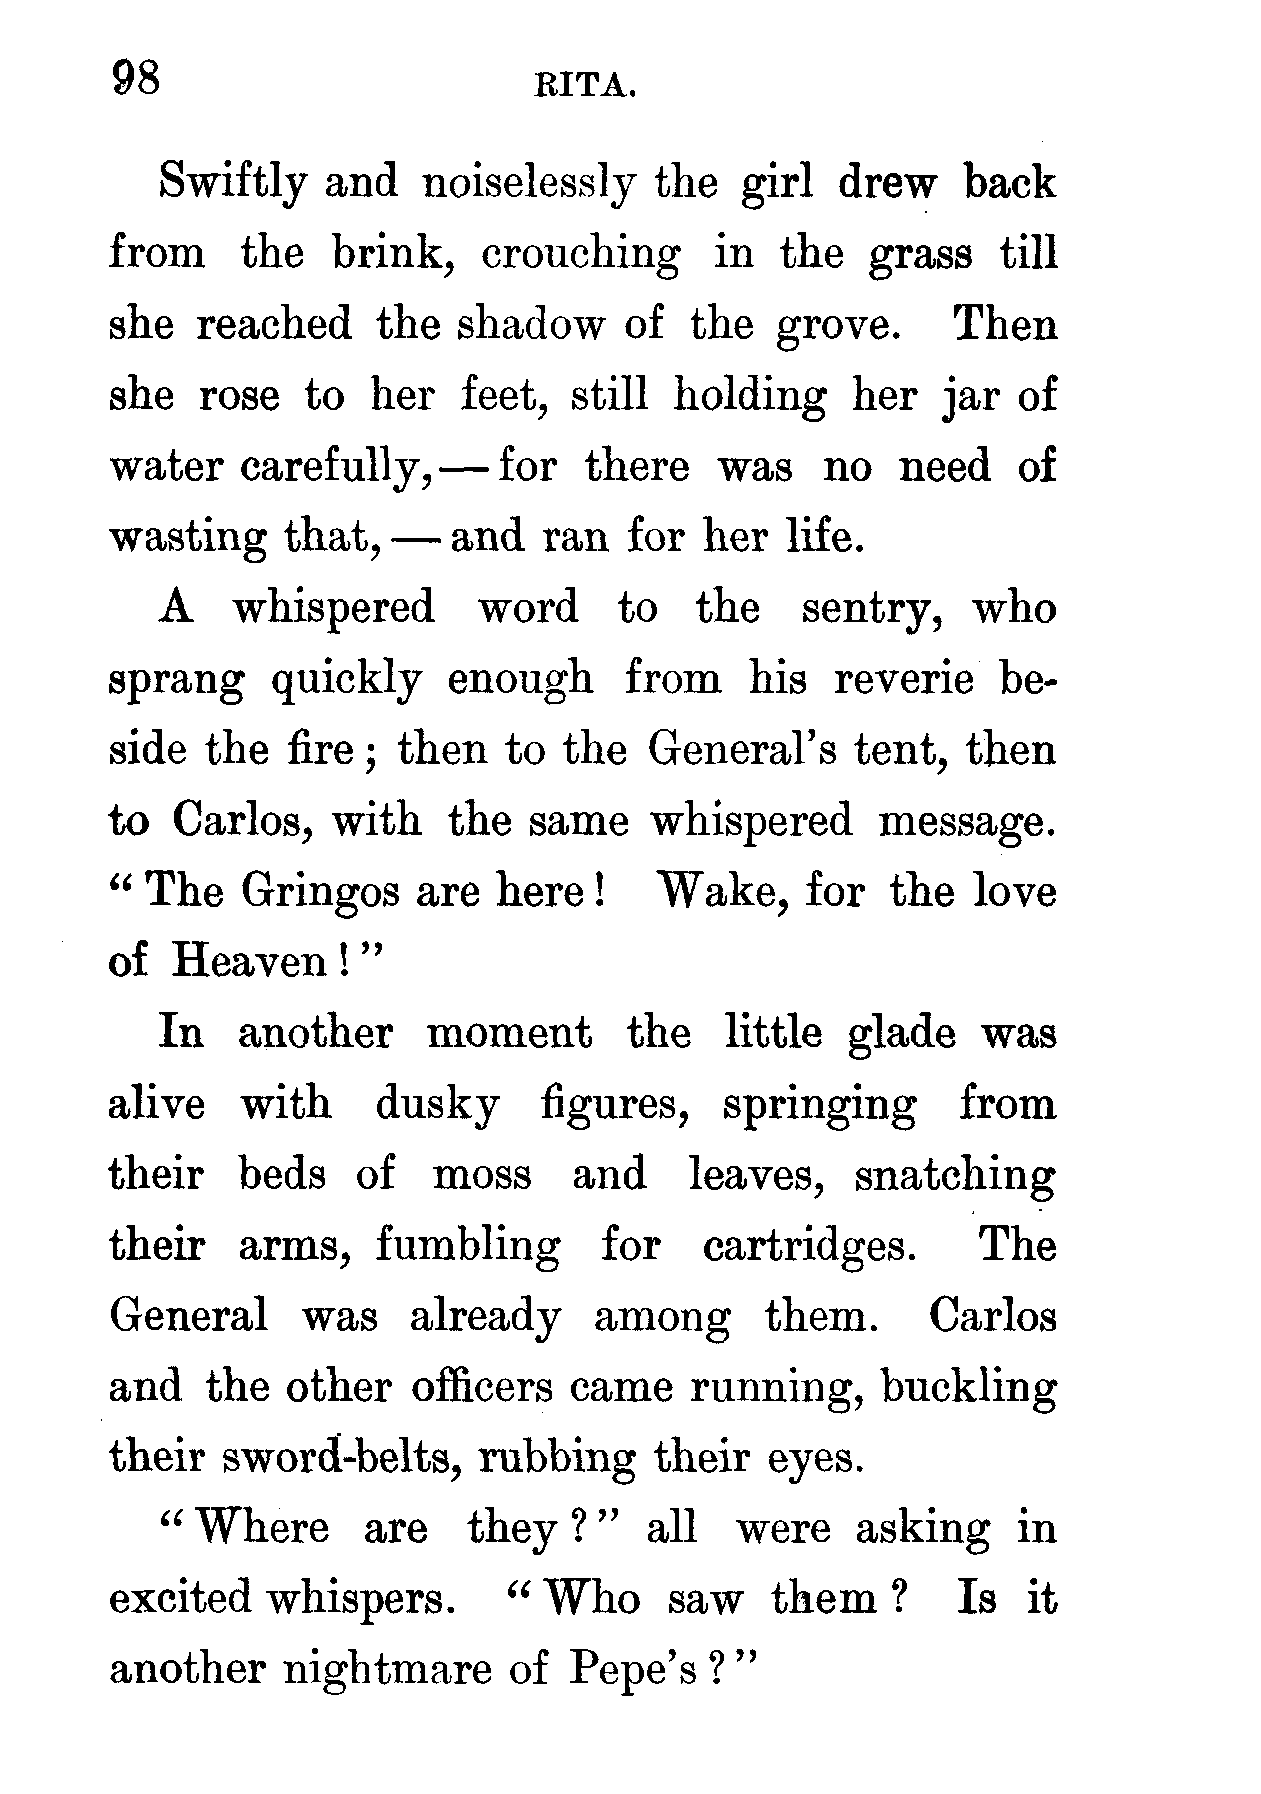 98
RITA.
Swiftly and noiselessly the girl drew back
from the brink, crouching in the grass till
she reached the shadow of the grove. Then
she rose to her feet, still holding her jar of
water carefully,— for there was no need of
wasting that, — and ran for her life.
A whispered word to the sentry, who
sprang quickly enough from his reverie be-
side the fire ; then to the General's tent, then
to Carlos, with the same whispered message.
“ The Gringos are here ! Wake, for the love
of Heaven ! ”
In another moment the little glade was
alive with dusky figures, springing from
their beds of moss and leaves, snatching
their arms, fumbling for cartridges. The
General was already among them. Carlos
and the other officers came running, buckling
their sword-belts, rubbing their eyes.
“ Where are they ? ” all were asking in
excited whispers. “ Who saw them ? Is it
another nightmare of Pepe's ? ”